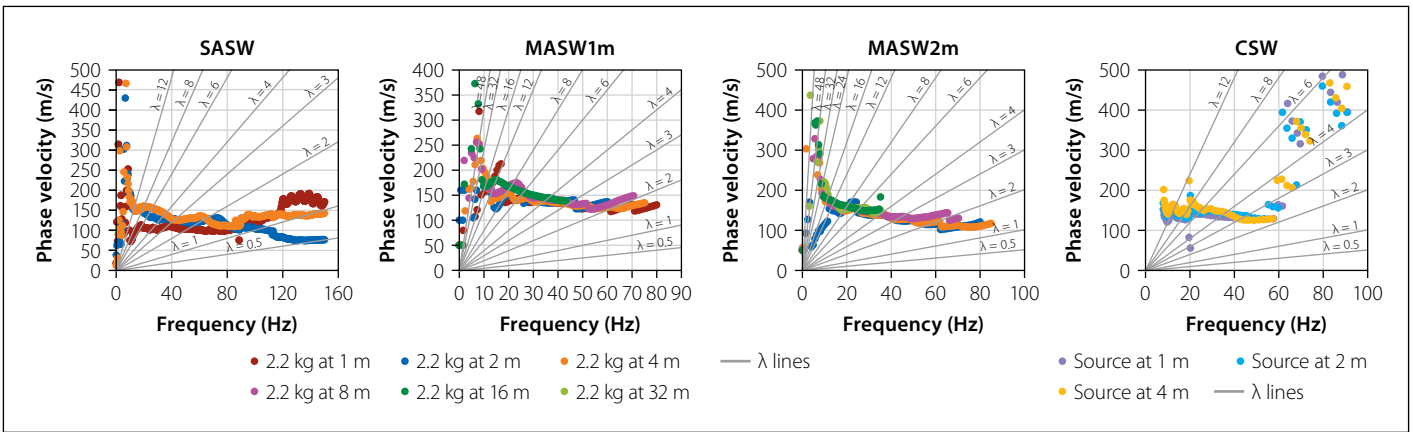 SASW
Phase velocity (m/s)
500
450
400
350
300
250
200
150
100
50
0
λ = 12
λ = 8
λ = 6
λ = 4
λ = 3
λ = 2
λ = 1
λ = 0.5
0 40 80 120 160
Frequency (Hz)
MASW1m
Phase velocity (m/s)
400
350
300
250
200
150
100
50
0
λ = 48
λ = 32
λ = 16
λ = 12
λ = 8
λ = 6
λ = 4
λ = 3
λ = 2
λ = 1
λ = 0,5
0 10 20 30 40 50 60 70 80 90
Frequency (Hz)
MASW2m
Phase velocity (m/s)
500
400
300
200
100
0
λ = 48
λ = 32
λ = 24
λ = 16
λ = 12
λ = 8
λ = 6
λ = 4
λ = 3
λ = 2
λ = 1
λ = 0.5
0 20 40 60 80 100
Frequency (Hz)
CSW
Phase velocity (m/s)
500
400
300
200
100
0
λ = 12
λ = 8
λ = 6
λ = 4
λ = 3
λ = 2
λ = 1
λ = 0.5
0 20 40 60 80 100
Frequency (Hz)
2.2 kg at 1 m 2.2 kg at 2 m 2.2 kg at 4 m λ lines
2.2 kg at 8 m 2.2 kg at 16 m 2.2 kg at 32 m
Source at 1 m Source at 2 m
Source at 4 m λ lines